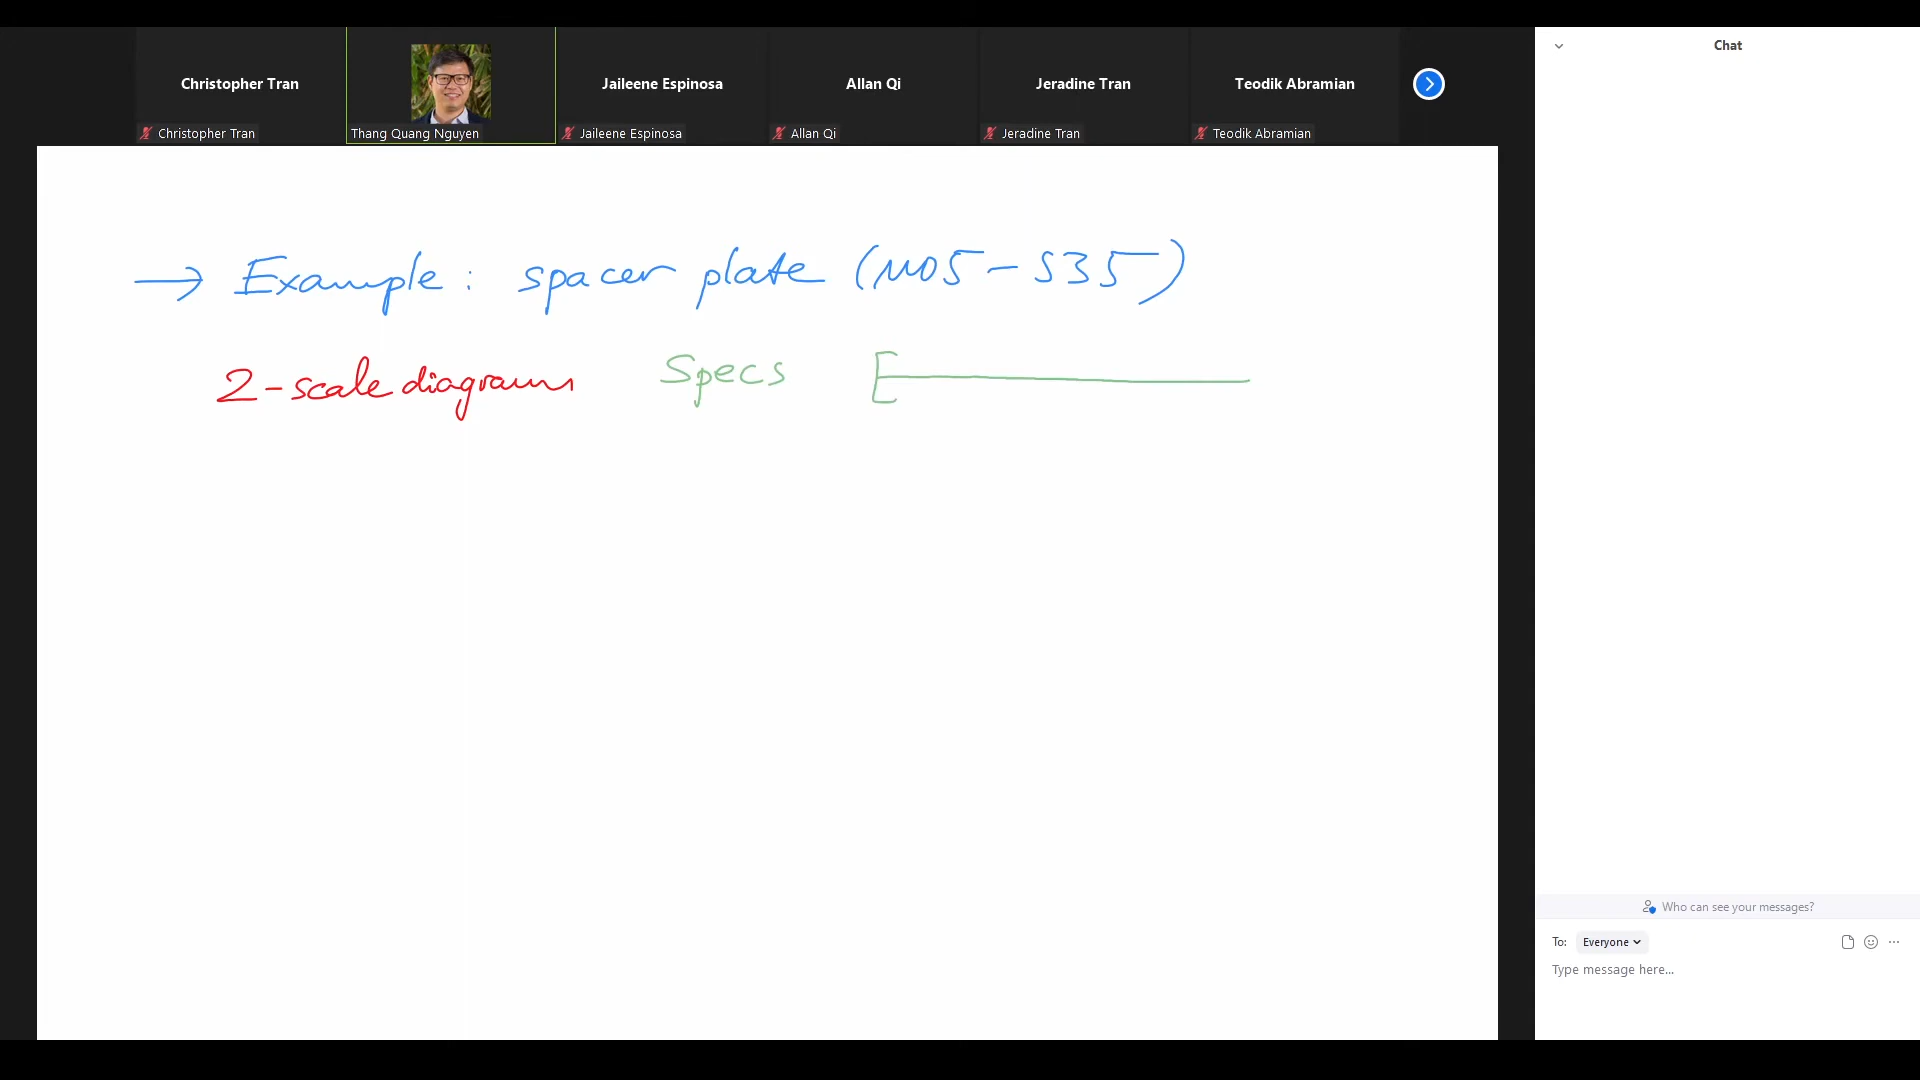 Chat
Christopher Tran
Jaileene Espinosa
Allan Qi
Jeradine Tran
Teodik Abramian
Christopher Tran
Thang Quang Nguyen
Jaileene Espinosa
Allan Qi
Jeradine Tran
Teodik Abramian
→ Example: spacer plate (M05-S35)
2-scale diagram Specs
Who can see your messages?
To: Everyone
Type message here...